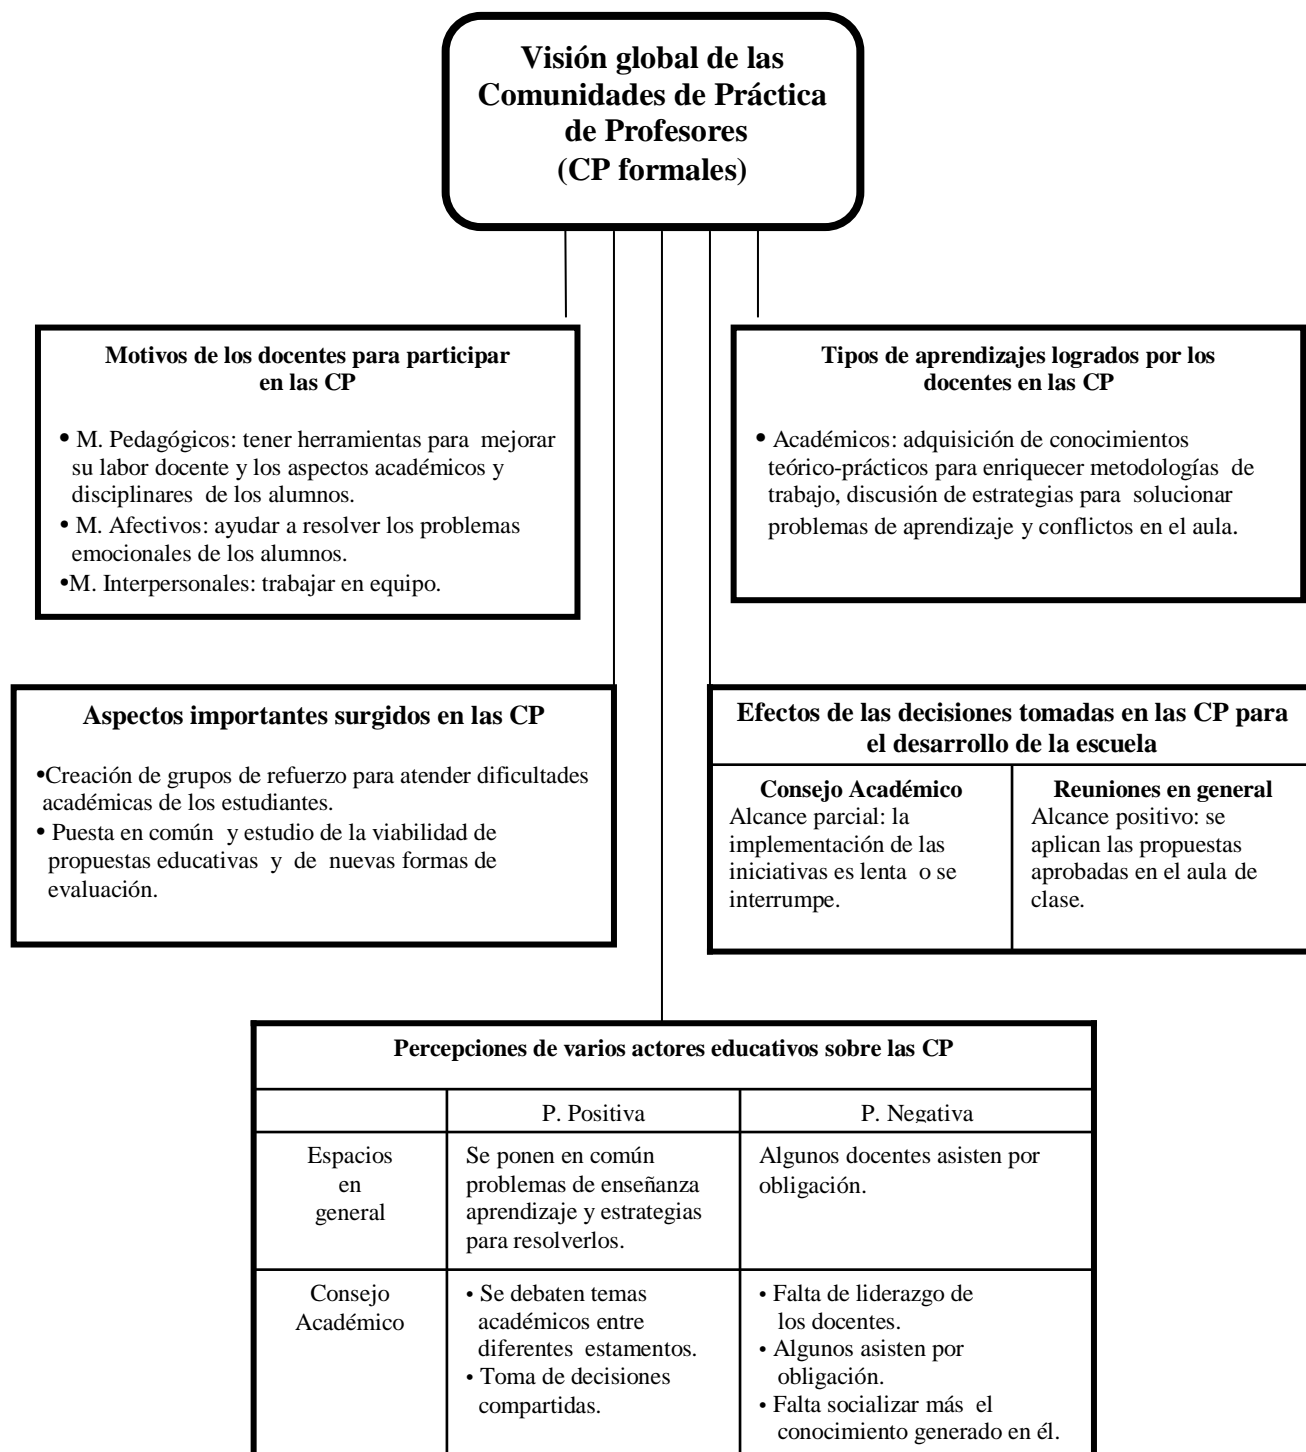 Visión global de las
Comunidades de Práctica
de Profesores
(CP formales)
Motivos de los docentes para participar
en las CP
• M. Pedagógicos: tener herramientas para mejorar
su labor docente y los aspectos académicos y
disciplinares de los alumnos.
• M. Afectivos: ayudar a resolver los problemas
emocionales de los alumnos.
•M. Interpersonales: trabajar en equipo.
Tipos de aprendizajes logrados por los
docentes en las CP
• Académicos: adquisición de conocimientos
teórico-prácticos para enriquecer metodologías de
trabajo, discusión de estrategias para solucionar
problemas de aprendizaje y conflictos en el aula.
Aspectos importantes surgidos en las CP
•Creación de grupos de refuerzo para atender dificultades
académicas de los estudiantes.
• Puesta en común y estudio de la viabilidad de
propuestas educativas y de nuevas formas de
evaluación.
Efectos de las decisiones tomadas en las CP para
el desarrollo de la escuela
Consejo Académico
Alcance parcial: la
implementación de las
iniciativas es lenta o se
interrumpe.
Reuniones en general
Alcance positivo: se
aplican las propuestas
aprobadas en el aula de
clase.
Percepciones de varios actores educativos sobre las CP
P. Positiva
P. Negativa
Espacios
en
general
Se ponen en común
problemas de enseñanza
aprendizaje y estrategias
para resolverlos.
Algunos docentes asisten por
obligación.
Consejo
Académico
• Se debaten temas
académicos entre
diferentes estamentos.
• Toma de decisiones
compartidas.
• Falta de liderazgo de
los docentes.
• Algunos asisten por
obligación.
• Falta socializar más el
conocimiento generado en él.